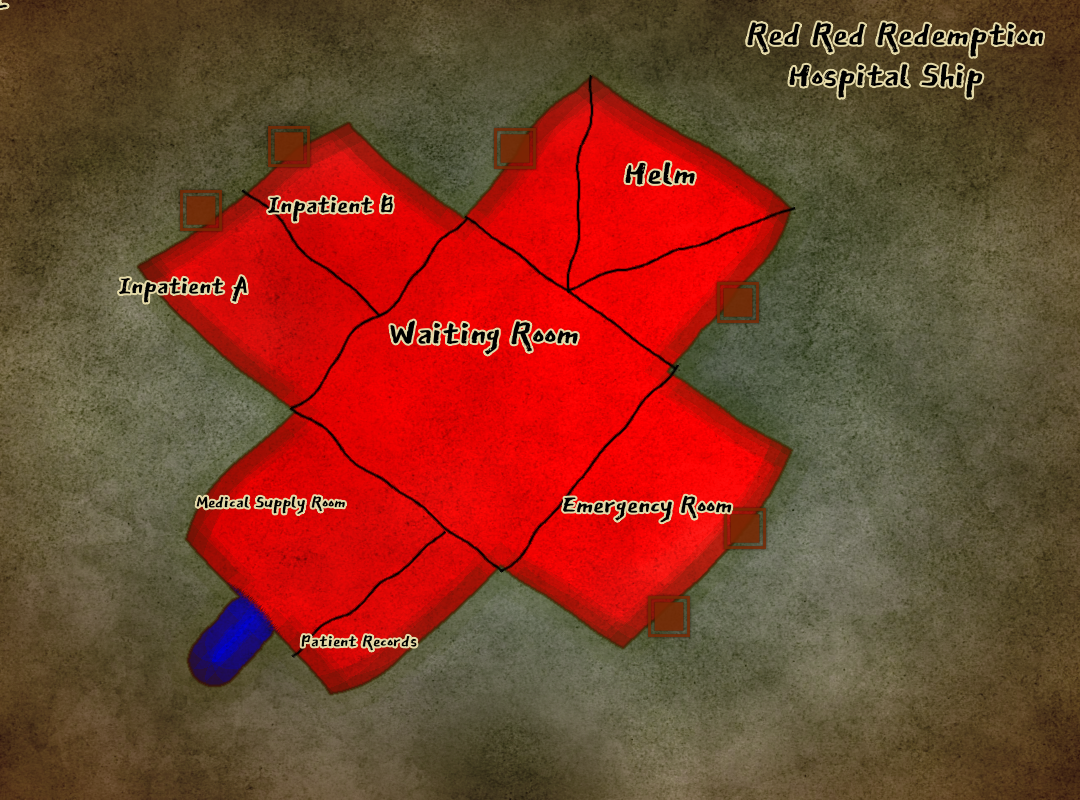 Red Red Redemption
Hospital Ship
Helm
Inpatient B
Inpatient A
Waiting Room
Medical Supply Room
Emergency Room
Patient Records